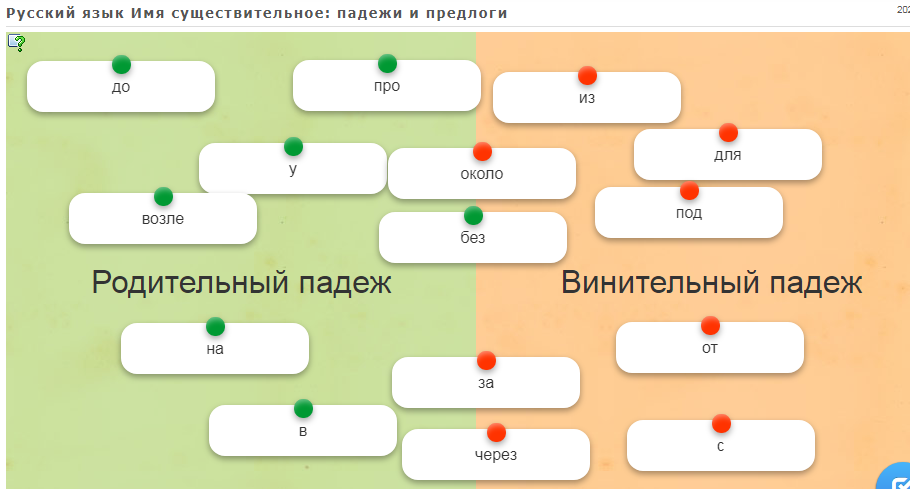 Русский язык Имя существительное: падежи и предлоги
202
до
про
из
для
у
около
возле
под
без
Родительный падеж
Винительный падеж
на
от
за
в
через
с